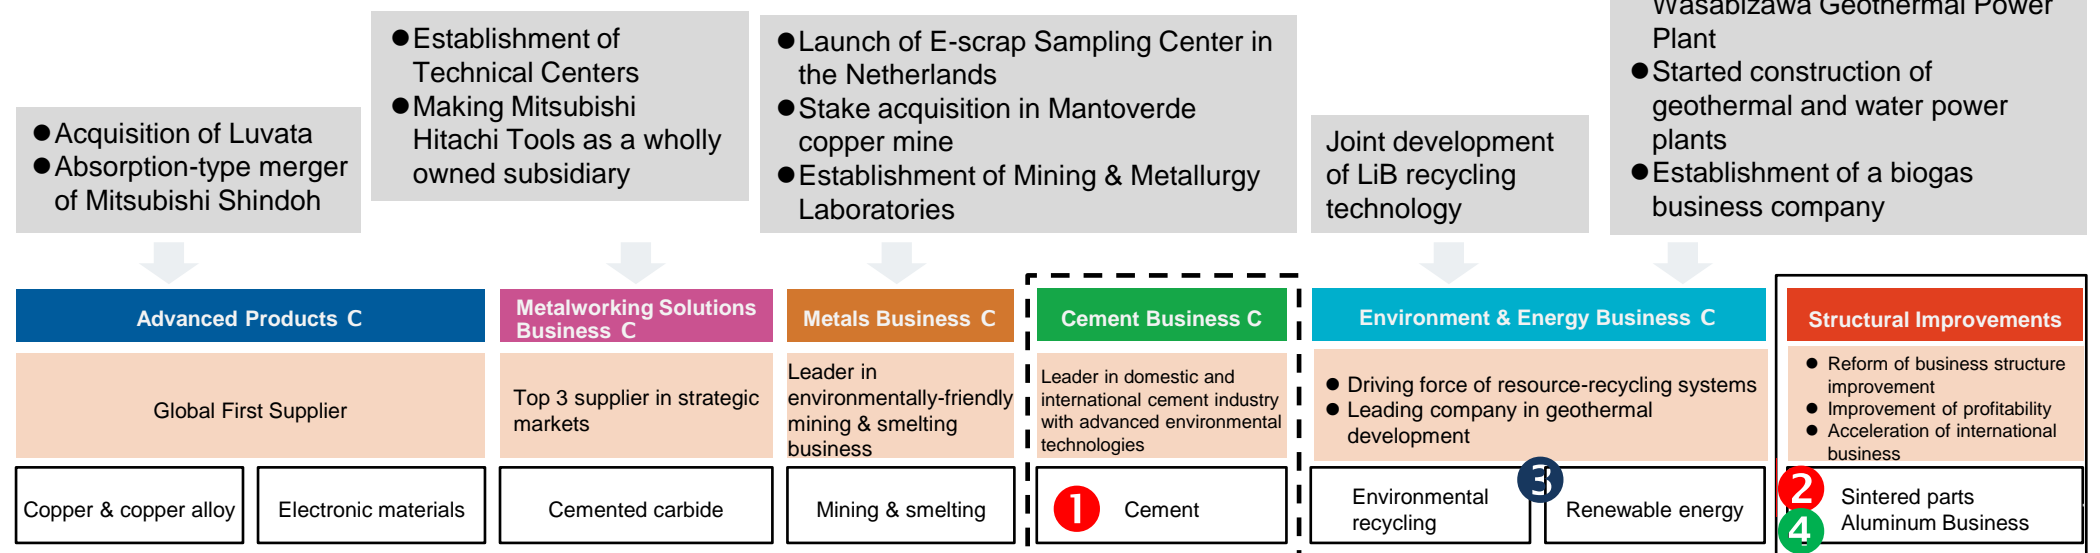 ●Acquisition of Luvata
●Absorption-type merger
of Mitsubishi Shindoh
●Establishment of
Technical Centers
●Making Mitsubishi
Hitachi Tools as a wholly
owned subsidiary
●Launch of E-scrap Sampling Center in
the Netherlands
●Stake acquisition in Mantoverde
copper mine
●Establishment of Mining & Metallurgy
Laboratories
Joint development
of LiB recycling
technology
Wasabizawa Geothermal Power
Plant
●Started construction of
geothermal and water power
plants
●Establishment of a biogas
business company
Advanced Products C
Global First Supplier
Copper & copper alloy
Electronic materials
Metalworking Solutions
Business C
Top 3 supplier in strategic
markets
Cemented carbide
Metals Business C
Leader in
environmentally-friendly
mining & smelting
business
Mining & smelting
Cement Business C
Leader in domestic and
international cement industry
with advanced environmental
technologies
1 Cement
Environment & Energy Business C
● Driving force of resource-recycling systems
● Leading company in geothermal
development
Environmental
recycling
3
Renewable energy
Structural Improvements
● Reform of business structure
improvement
● Improvement of profitability
● Acceleration of international
business
2 Sintered parts
4 Aluminum Business